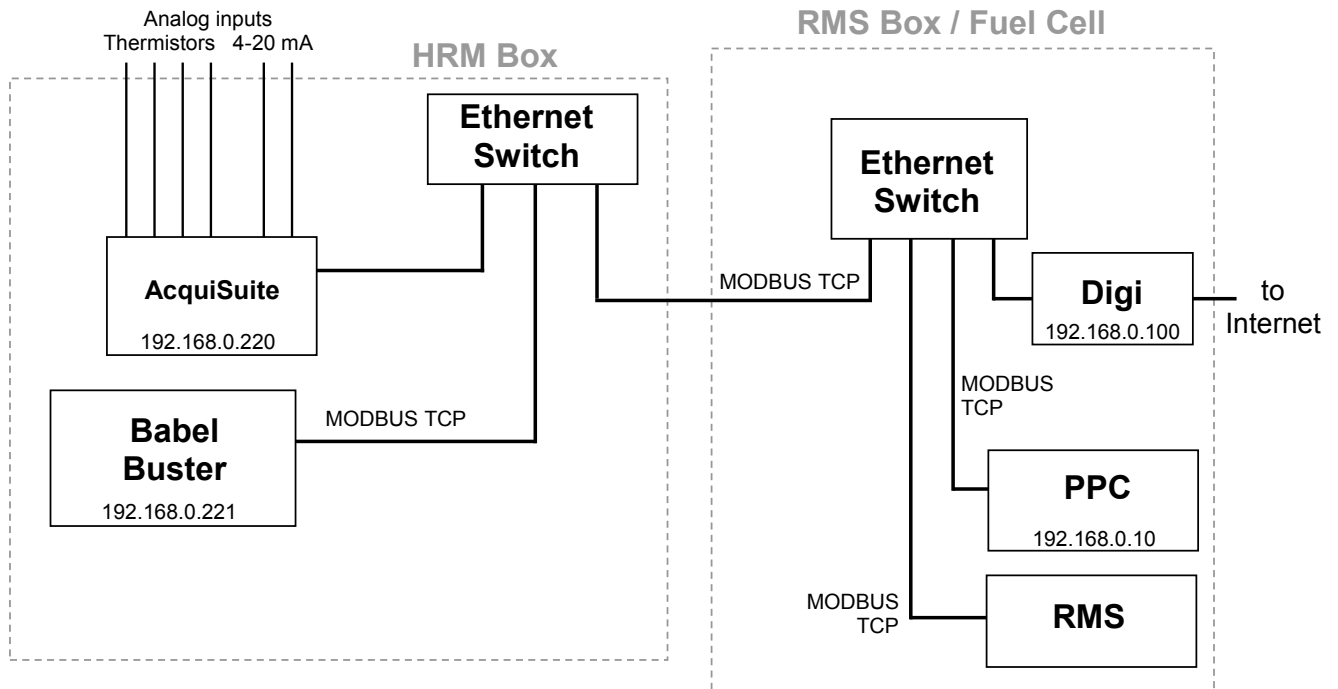 Analog inputs
Thermistors 4-20 mA
HRM Box
Ethernet
Switch
AcquiSuite
192.168.0.220
Babel
Buster
192.168.0.221
MODBUS TCP
MODBUS TCP
RMS Box / Fuel Cell
Ethernet
Switch
Digi
192.168.0.100
to
Internet
MODBUS
TCP
PPC
192.168.0.10
MODBUS
TCP
RMS